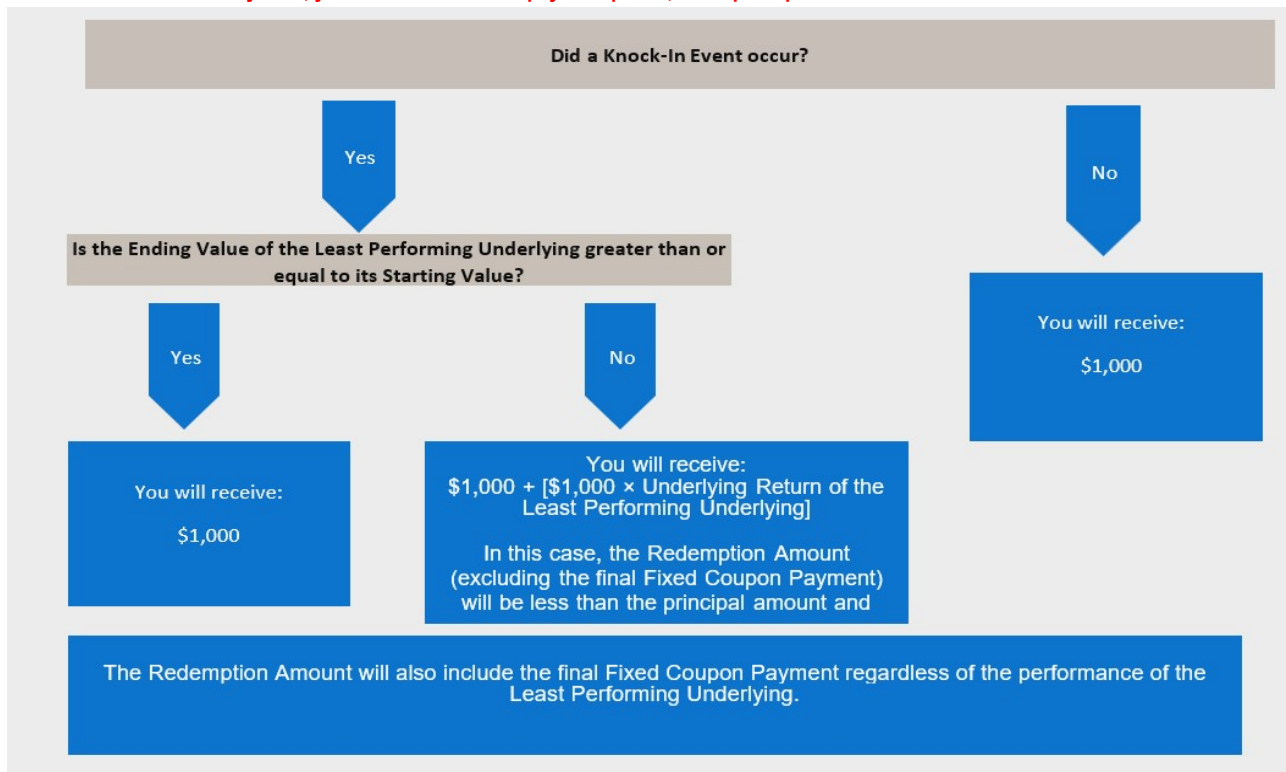 Did a Knock-In Event occur?
Yes
No
Is the Ending Value of the Least Performing Underlying greater than or
equal to its Starting Value?
Yes
No
You will receive:
$1,000
You will receive:
$1,000
You will receive:
$1,000 + [$1,000 × Underlying Return of the
Least Performing Underlying]
In this case, the Redemption Amount
(excluding the final Fixed Coupon Payment)
will be less than the principal amount and
The Redemption Amount will also include the final Fixed Coupon Payment regardless of the performance of the
Least Performing Underlying.